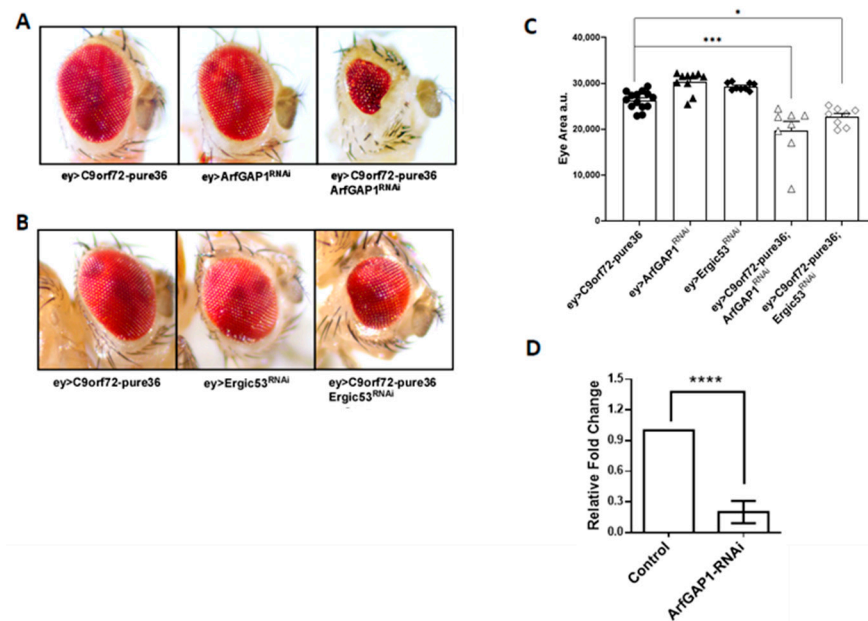 A
ey>C9orf72-pure36
ey>ArfGAP1RNAi
ey>C9orf72-pure36
ArfGAP1RNAi
B
ey>C9orf72-pure36
ey>Ergic53RNAi
ey>C9orf72-pure36
Ergic53RNAi
C
*
***
Eye Area a.u.
40,000
30,000
20,000
10,000
0
ey>C9orf72-pure36
ey>ArfGAP1RNAi
ey>Ergic53RNAi
ey>C9orf72-pure36;
ArfGAP1RNAi
ey>C9orf72-pure36;
Ergic53RNAi
D
****
Relative Fold Change
1.5
1.2
0.9
0.6
0.3
0.0
Control
ArfGAP1-RNAi